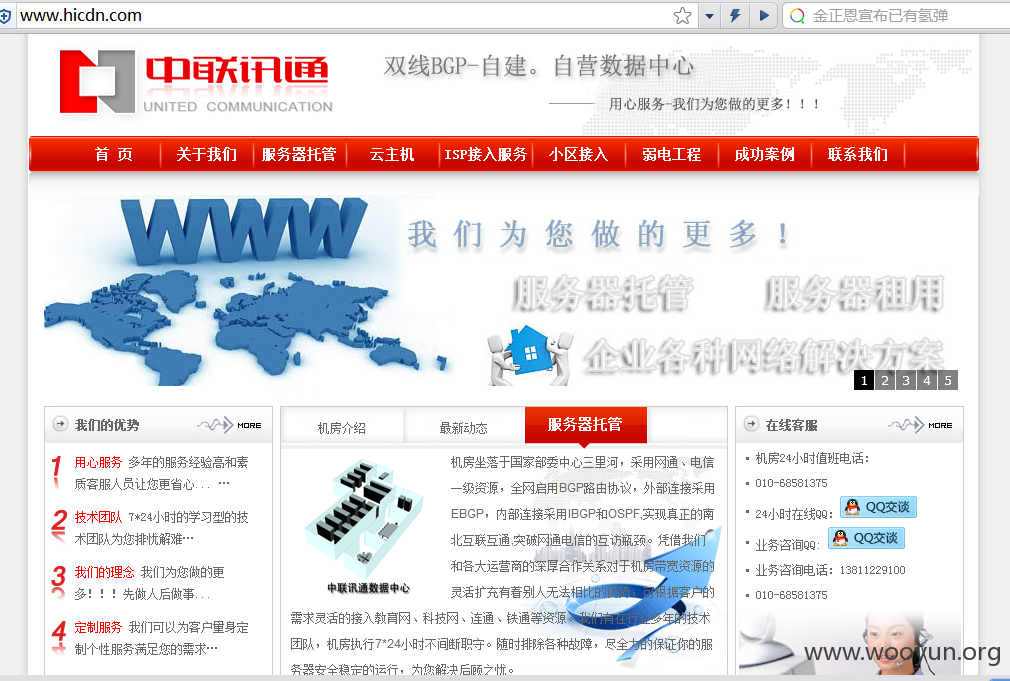 www.hicdn.com
金正恩宣布已有氢弹
中联讯通
UNITED COMMUNICATION
双线BGP-自建。自营数据中心
用心服务-我们为您做的更多！！！
首 页 关于我们 服务器托管 云主机 ISP接入服务 小区接入 弱电工程 成功案例 联系我们
WWW
我们为您做的更多！
服务器托管 服务器租用
企业各种网络解决方案
1 2 3 4 5
我们的优势 MORE
1 用心服务 多年的服务经验高和素
质客服人员让您更省心... …
2 技术团队 7*24小时的学习型的技
术团队为您排忧解难…
3 我们的理念 我们为您做的更
多！！！先做人后做事...
4 定制服务 我们可以为客户量身定
制个性服务满足您的需求…
机房介绍 最新动态 服务器托管
中联讯通数据中心
机房坐落于国家部委中心三里河，采用网通、电信
一级资源，全网启用BGP路由协议，外部连接采用
EBGP，内部连接采用IBGP和OSPF,实现真正的南
北互联互通,突破网通电信的互访瓶颈。凭借我们
和各大运营商的深厚合作关系对于机房带宽资源的
灵活扩充有着别人无法相比的优势，可根据客户的
需求灵活的接入教育网、科技网、连通、铁通等资源。我们有在行业多年的技术
团队，机房执行7*24小时不间断职守。随时排除各种故障，尽全力的保证你的服
务器安全稳定的运行，为您解决后顾之忧。
在线客服 MORE
机房24小时值班电话：
010-68581375
24小时在线QQ: QQ交谈
业务咨询QQ: QQ交谈
业务咨询电话：13811229100
010-68581375
www.wooyun.org